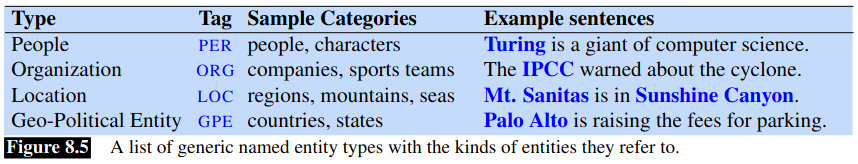 Type Tag Sample Categories Example sentences
People PER people, characters Turing is a giant of computer science.
Organization ORG companies, sports teams The IPCC warned about the cyclone.
Location LOC regions, mountains, seas Mt. Sanitas is in Sunshine Canyon.
Geo-Political Entity GPE countries, states Palo Alto is raising the fees for parking.
Figure 8.5 A list of generic named entity types with the kinds of entities they refer to.